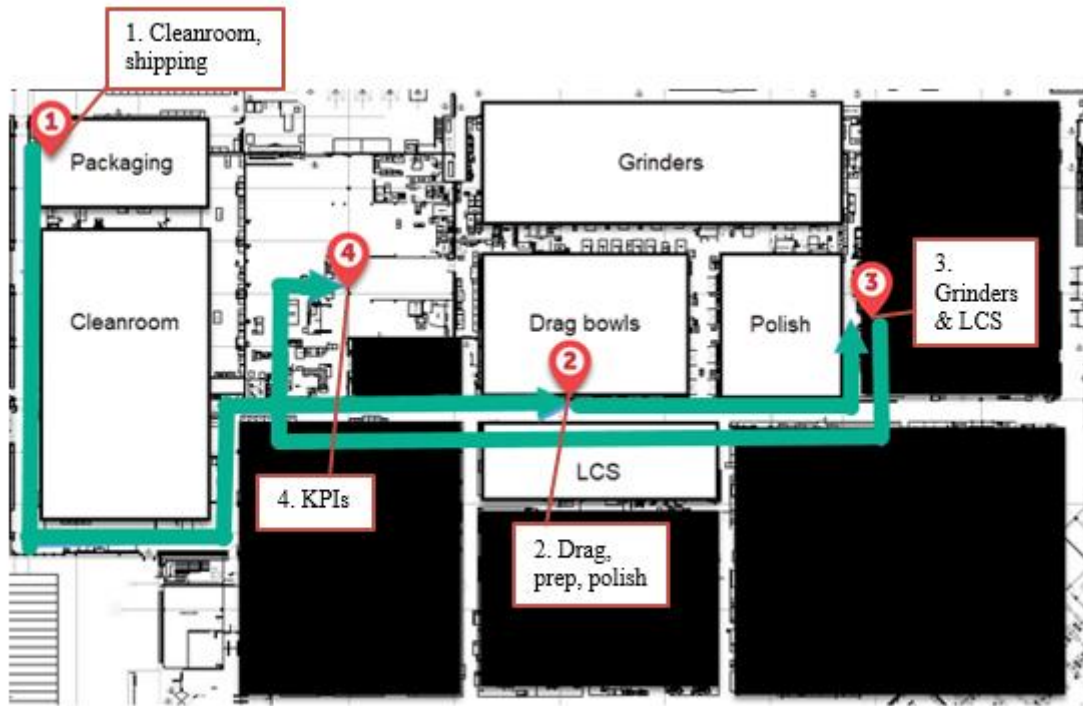 1. Cleanroom,
shipping
1
Packaging
Grinders
4
3
3.
Grinders
& LCS
Cleanroom
Drag bowls
Polish
2
LCS
4. KPIs
2. Drag,
prep, polish